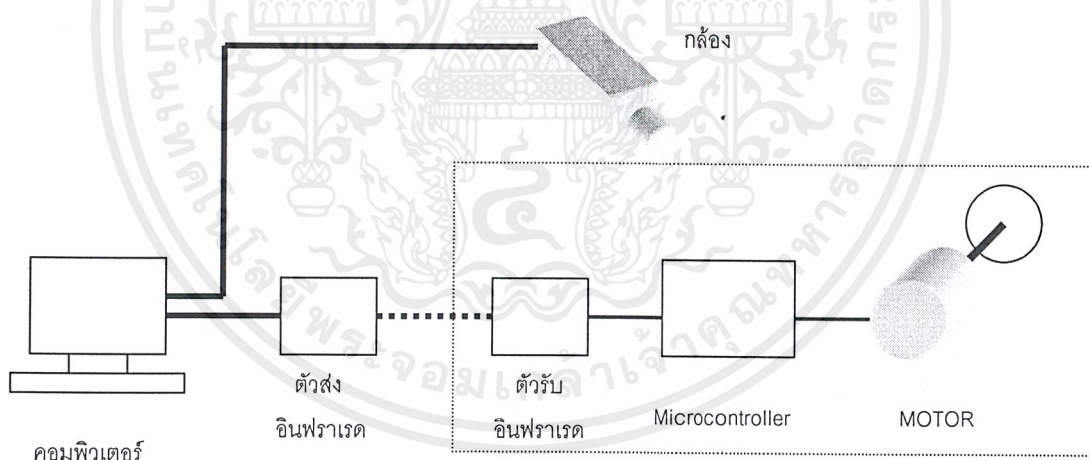 กล้อง
ตัวส่ง
อินฟราเรด
ตัวรับ
อินฟราเรด
Microcontroller
MOTOR
คอมพิวเตอร์